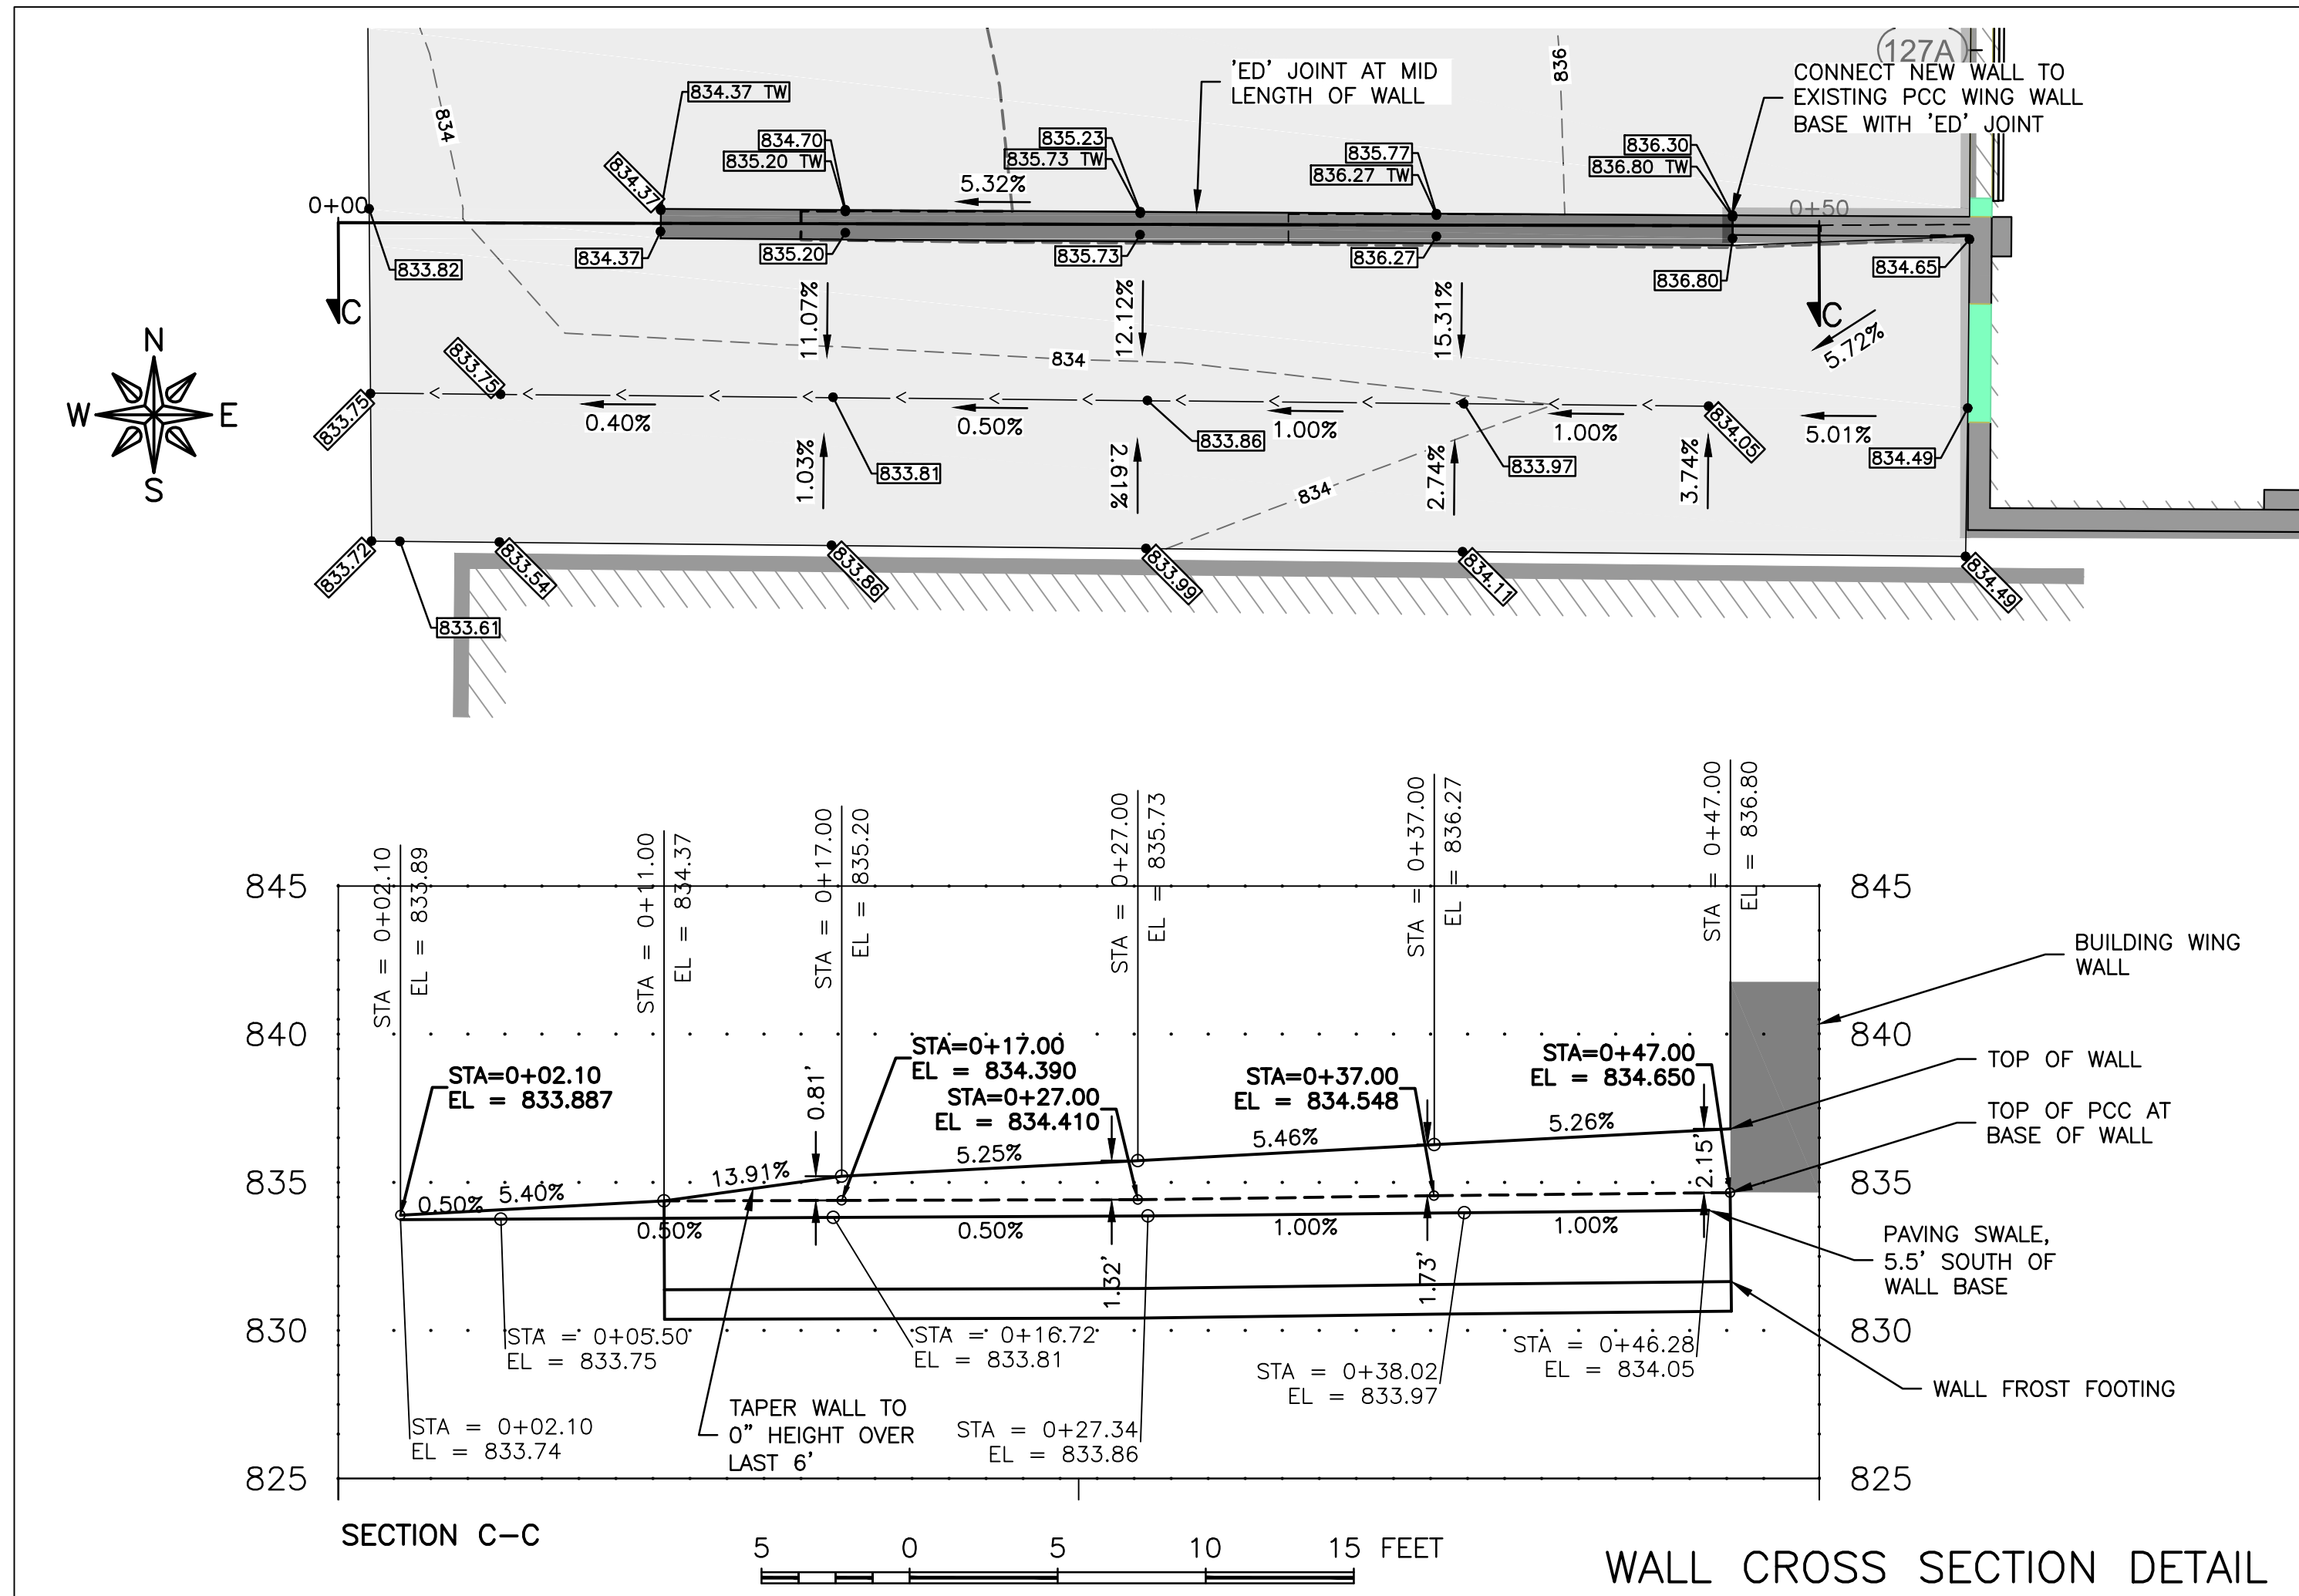 127A
'ED' JOINT AT MID
LENGTH OF WALL
CONNECT NEW WALL TO
EXISTING PCC WING WALL
BASE WITH 'ED' JOINT
834
836
834.37 TW
834.70
835.20 TW
835.23
835.73 TW
835.77
836.27 TW
836.30
836.80 TW
834.37
5.32%
0+00
0+50
833.82
834.37
835.20
835.73
836.27
836.80
834.65
C
C
11.07%
12.12%
15.31%
5.72%
834
N
W E
S
833.75
833.75
0.40%
0.50%
1.00%
1.00%
5.01%
833.81
833.86
833.97
834.05
834.49
1.03%
2.61%
2.74%
3.74%
834
833.72
833.54
833.86
833.99
834.11
834.49
833.61
STA = 0+02.10
EL = 833.89
STA = 0+11.00
EL = 834.37
STA = 0+17.00
EL = 835.20
STA = 0+27.00
EL = 835.73
STA = 0+37.00
EL = 836.27
STA = 0+47.00
EL = 836.80
845
845
BUILDING WING
WALL
840
840
TOP OF WALL
TOP OF PCC AT
BASE OF WALL
STA=0+02.10
EL = 833.887
STA=0+17.00
EL = 834.390
STA=0+27.00
EL = 834.410
STA=0+37.00
EL = 834.548
STA=0+47.00
EL = 834.650
0.81'
2.15'
835
835
0.50%
5.40%
13.91%
5.25%
5.46%
5.26%
0.50%
0.50%
1.00%
1.00%
1.32'
1.73'
PAVING SWALE,
5.5' SOUTH OF
WALL BASE
830
830
STA = 0+05.50
EL = 833.75
STA = 0+16.72
EL = 833.81
STA = 0+38.02
EL = 833.97
STA = 0+46.28
EL = 834.05
WALL FROST FOOTING
STA = 0+02.10
EL = 833.74
TAPER WALL TO
0" HEIGHT OVER
LAST 6'
STA = 0+27.34
EL = 833.86
825
825
SECTION C-C
5 0 5 10 15 FEET
WALL CROSS SECTION DETAIL